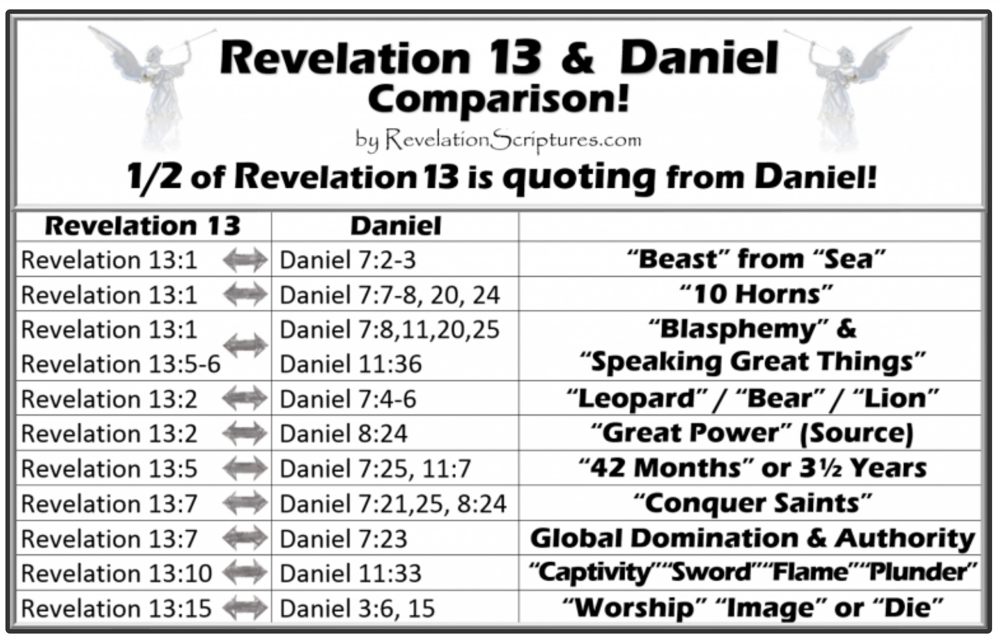 Revelation 13 & Daniel
Comparison!
by RevelationScriptures.com
1/2 of Revelation 13 is quoting from Daniel!
Revelation 13 Daniel
Revelation 13:1 Daniel 7:2-3 “Beast” from “Sea”
Revelation 13:1 Daniel 7:7-8, 20, 24 “10 Horns”
Revelation 13:1 Daniel 7:8,11,20,25 “Blasphemy” &
Revelation 13:5-6 Daniel 11:36 “Speaking Great Things”
Revelation 13:2 Daniel 7:4-6 “Leopard” / “Bear” / “Lion”
Revelation 13:2 Daniel 8:24 “Great Power” (Source)
Revelation 13:5 Daniel 7:25, 11:7 “42 Months” or 3½ Years
Revelation 13:7 Daniel 7:21,25, 8:24 “Conquer Saints”
Revelation 13:7 Daniel 7:23 Global Domination & Authority
Revelation 13:10 Daniel 11:33 “Captivity”“Sword”“Flame”“Plunder”
Revelation 13:15 Daniel 3:6, 15 “Worship” “Image” or “Die”